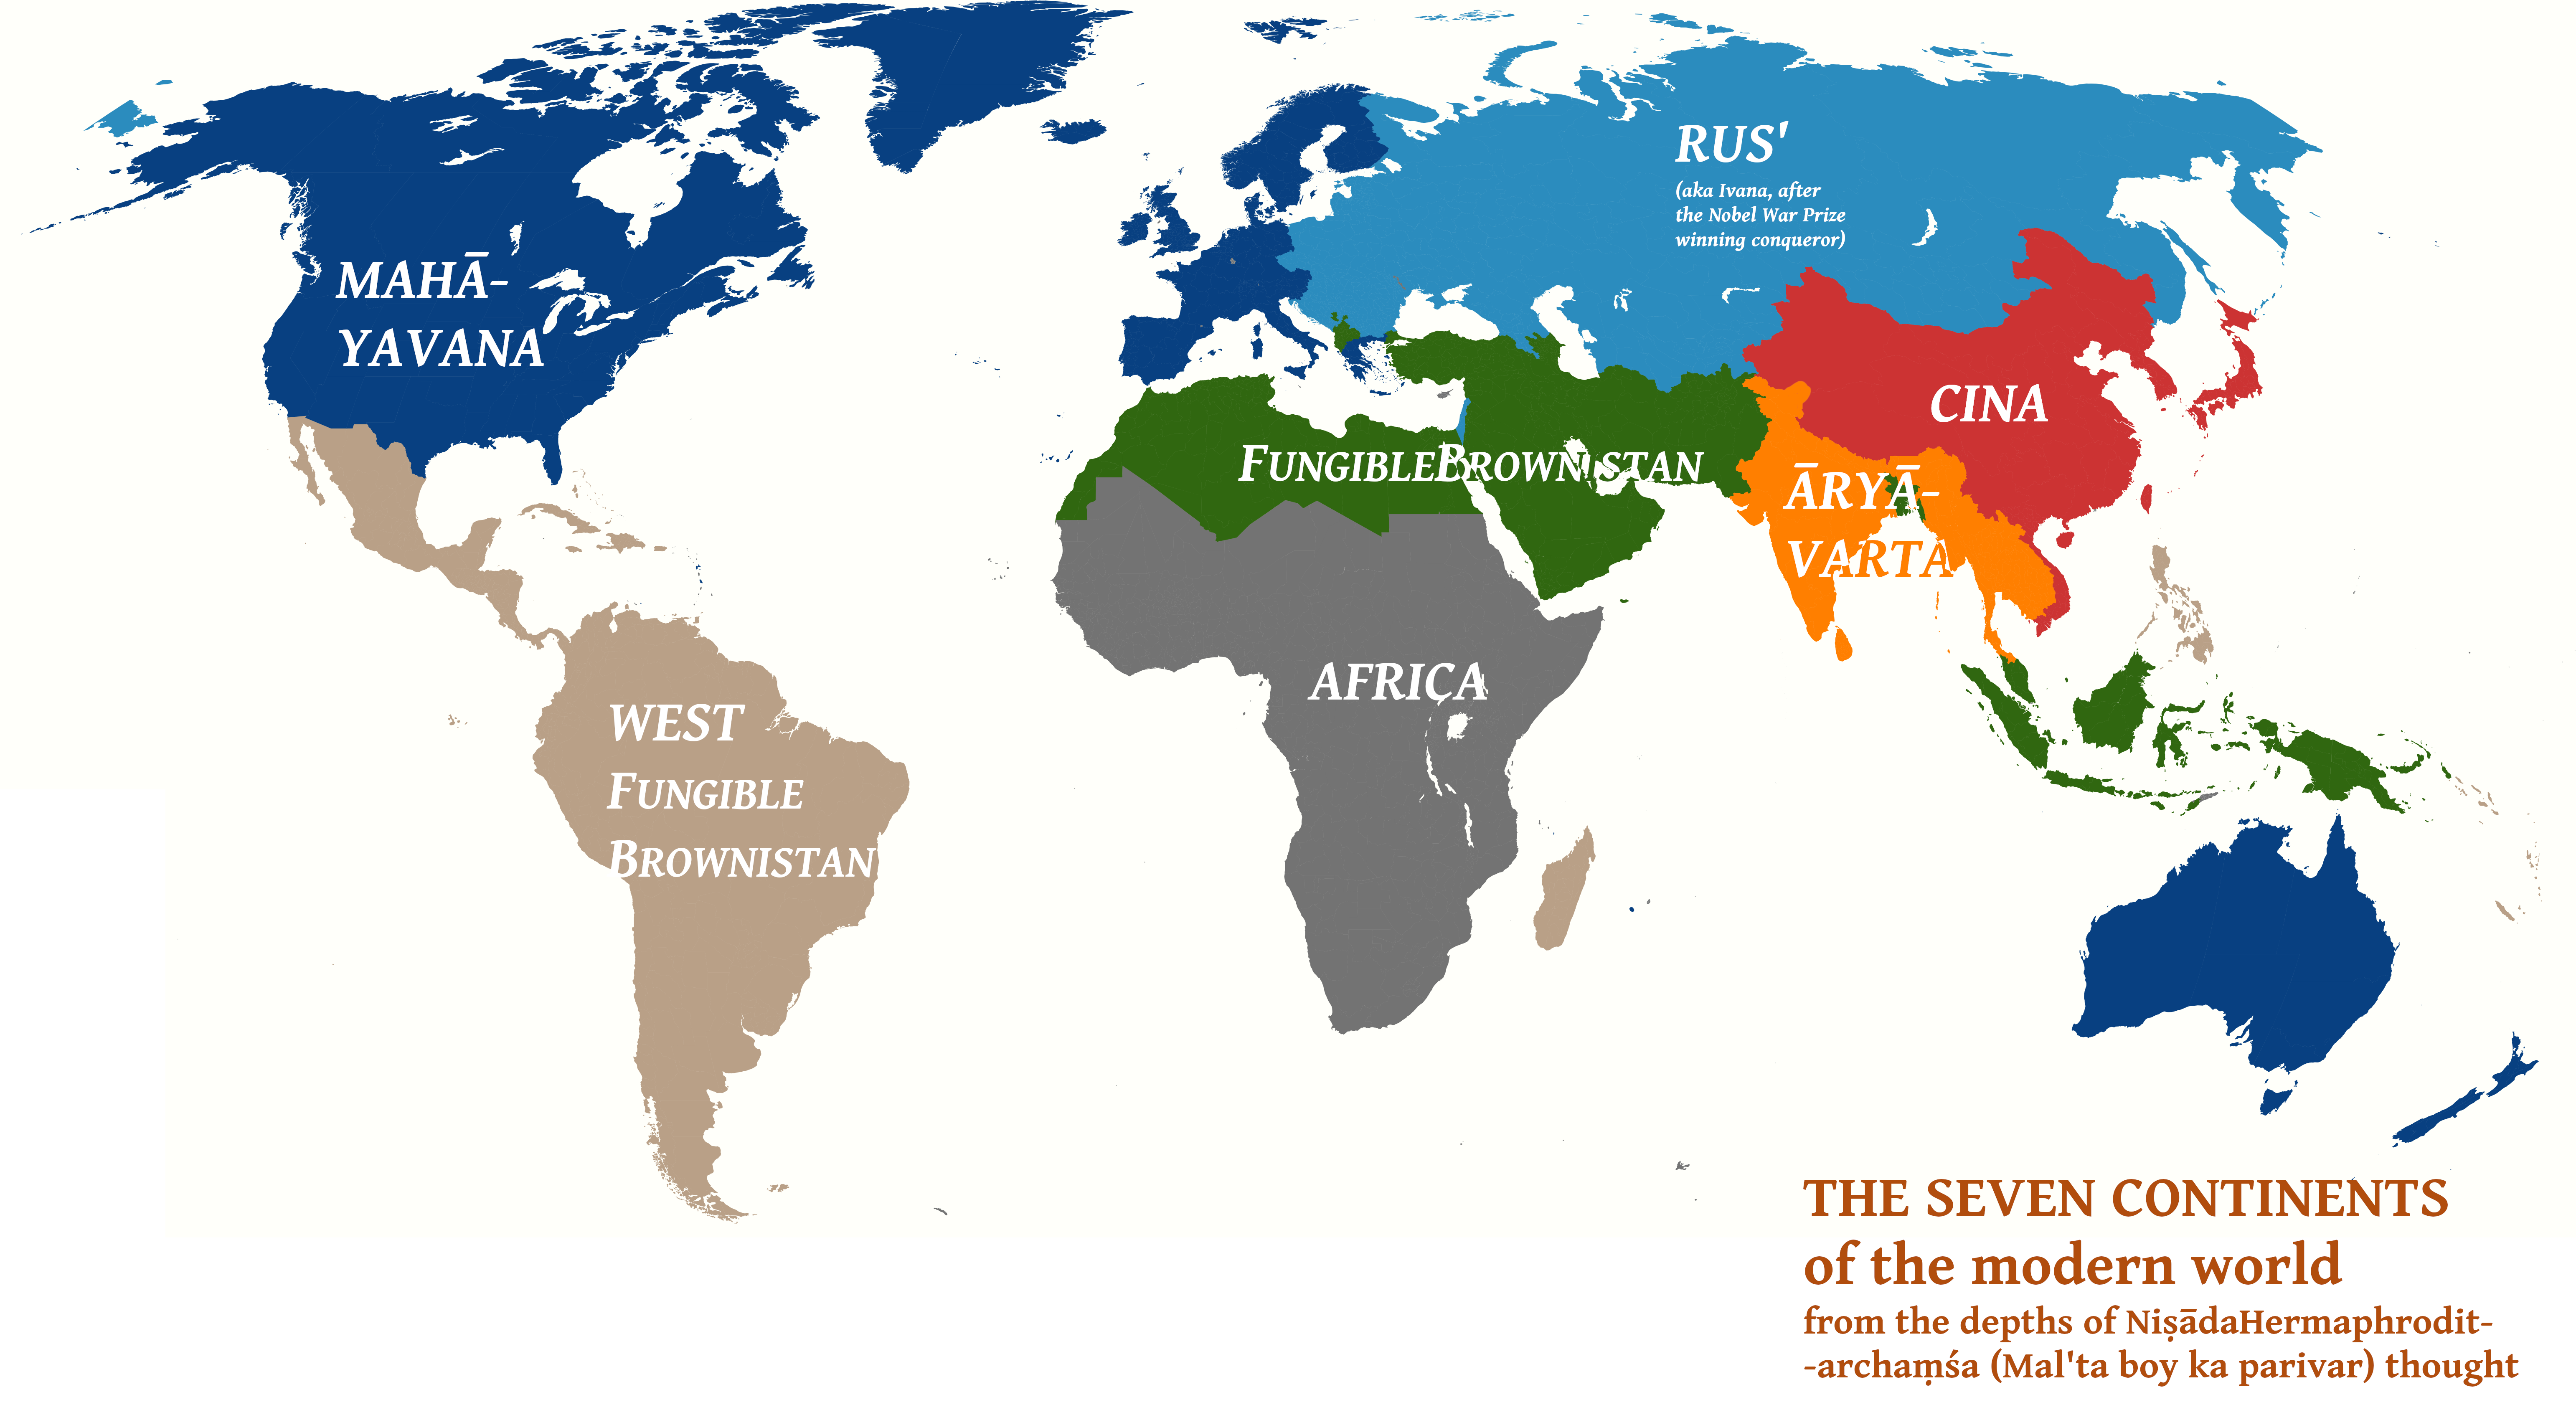 MAHĀ-
YAVANA
RUS'
(aka Ivana, after
the Nobel War Prize
winning conqueror)
CINA
FUNGIBLEBROWNISTAN
ĀRYĀ-
VARTA
AFRICA
WEST
FUNGIBLE
BROWNISTAN
THE SEVEN CONTINENTS
of the modern world
from the depths of NiṣādaHermaphrodit-
-archaṃśa (Mal'ta boy ka parivar) thought